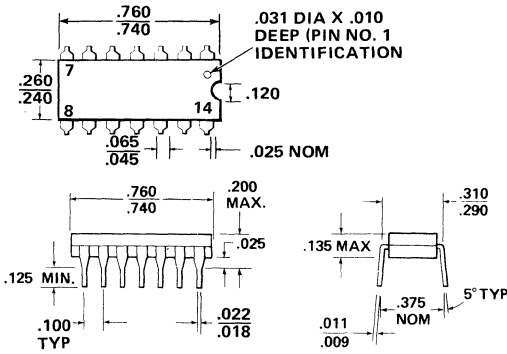 .760
.740
.031 DIA X .010
DEEP (PIN NO. 1
IDENTIFICATION
7
.260
.240
8
14
.120
.065
.045
.025 NOM
.760
.740
.200
MAX.
.025
.125 MIN.
.100
TYP
.022
.018
.310
.290
.135 MAX
.375
NOM
5° TYP
.011
.009